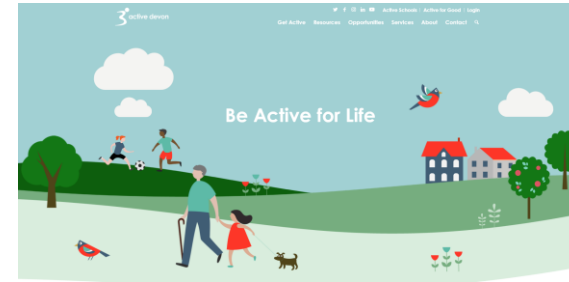 active devon
Active Schools | Active for Good | Login
Get Active Resources Opportunities Services About Contact
Be Active for Life